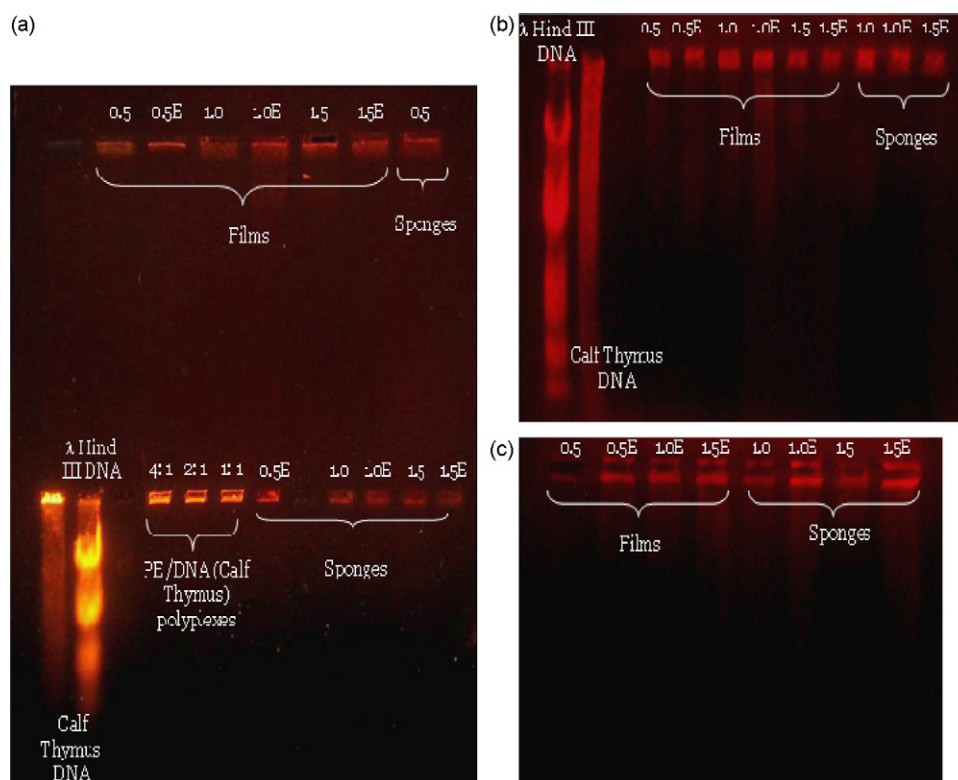 (a)
0.5 0.5E 1.0 1.0E 1.5 1.5E 0.5
Films
Sponges
λ Hind
III DNA
4:1 2:1 1:1 0.5E 1.0 1.0E 1.5 1.5E
PE/DNA (Calf
Thymus)
polyplexes
Sponges
Calf
Thymus
DNA
(b)
λ Hind III
DNA
0.5 0.5E 1.0 1.0E 1.5 1.5E 1.0 1.0E 1.5E
Films
Sponges
Calf Thymus
DNA
(c)
0.5 0.5E 1.0E 1.5E 1.0 1.0E 1.5 1.5E
Films
Sponges